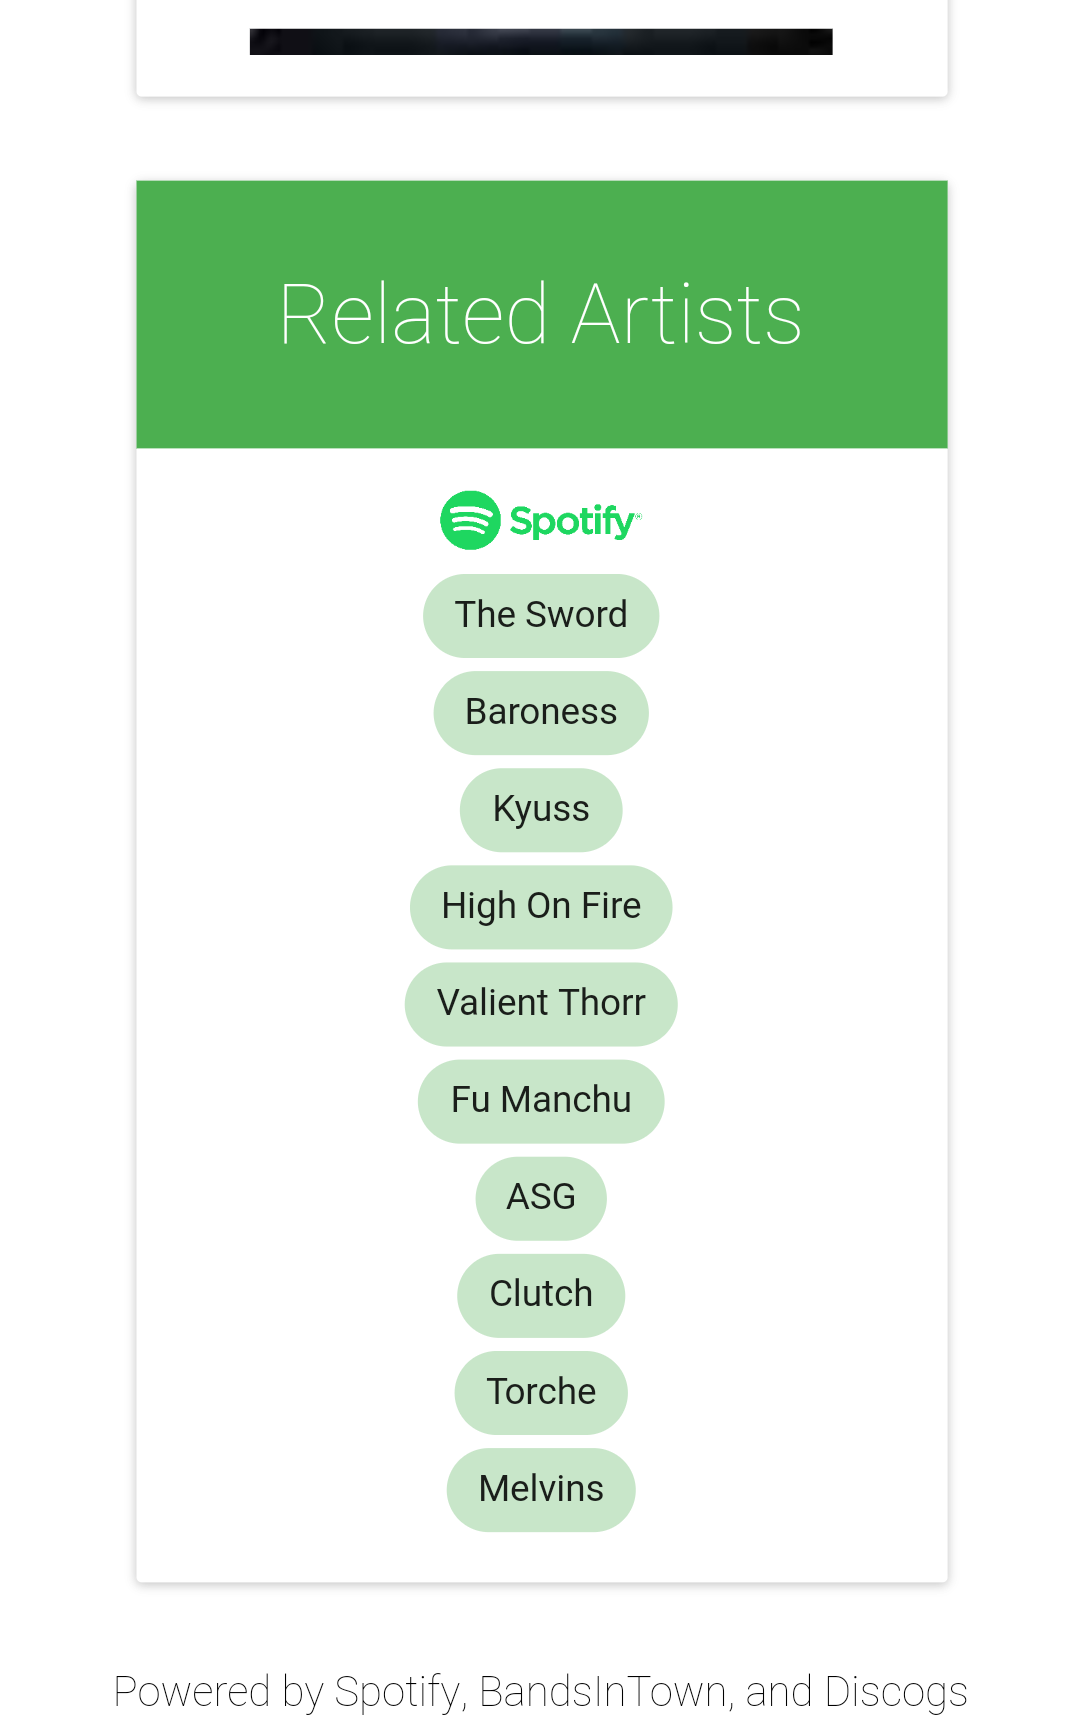 Related Artists
Spotify
The Sword
Baroness
Kyuss
High On Fire
Valient Thorr
Fu Manchu
ASG
Clutch
Torche
Melvins
Powered by Spotify, BandsInTown, and Discogs